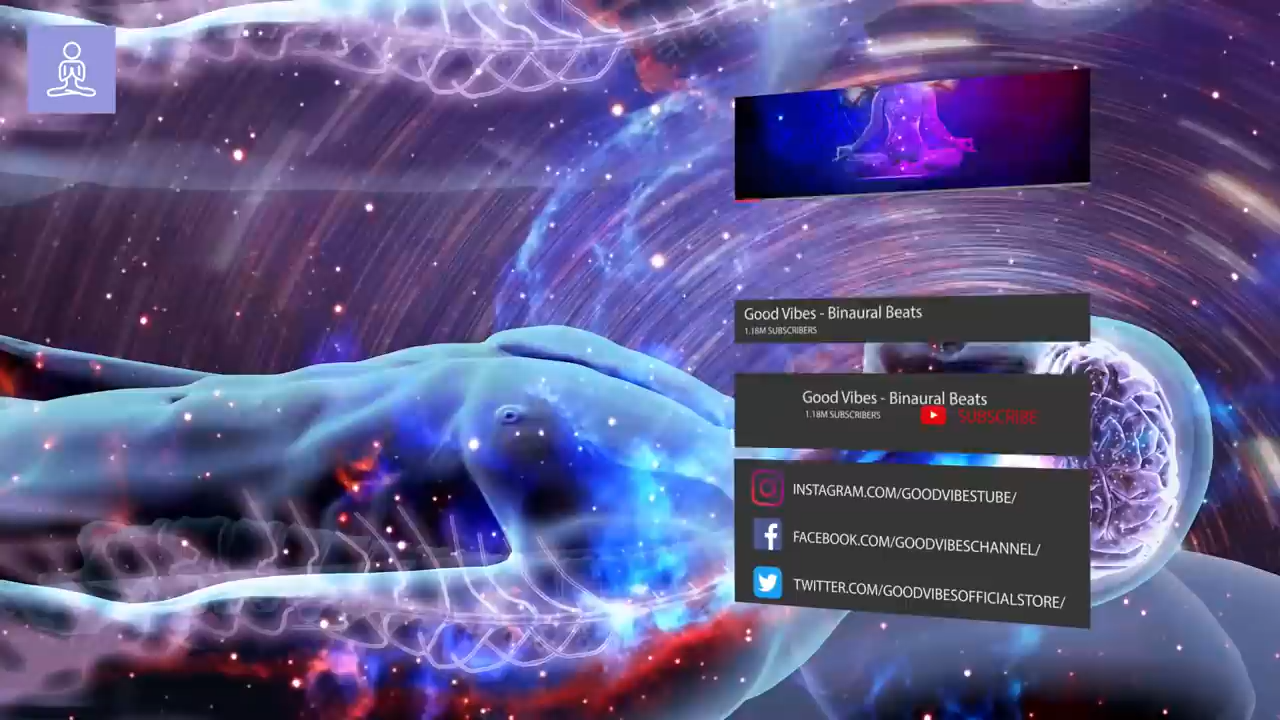 Good Vibes - Binaural Beats
1.18M SUBSCRIBERS
Good Vibes - Binaural Beats
1.18M SUBSCRIBERS
SUBSCRIBE
INSTAGRAM.COM/GOODVIBESTUBE/
FACEBOOK.COM/GOODVIBESCHANNEL/
TWITTER.COM/GOODVIBESOFFICIALSTORE/